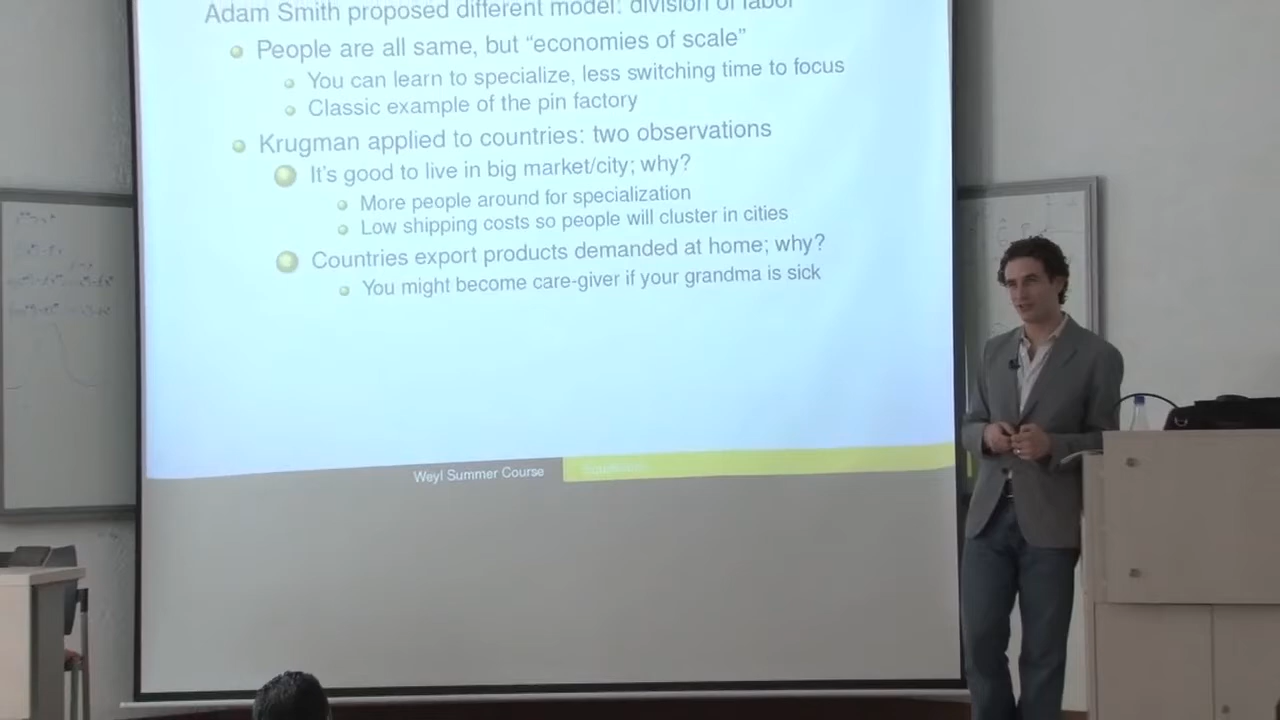 Adam Smith proposed different model: division of labor
People are all same, but “economies of scale”
You can learn to specialize, less switching time to focus
Classic example of the pin factory
Krugman applied to countries: two observations
It's good to live in big market/city; why?
More people around for specialization
Low shipping costs so people will cluster in cities
Countries export products demanded at home; why?
You might become care-giver if your grandma is sick
Weyl Summer Course